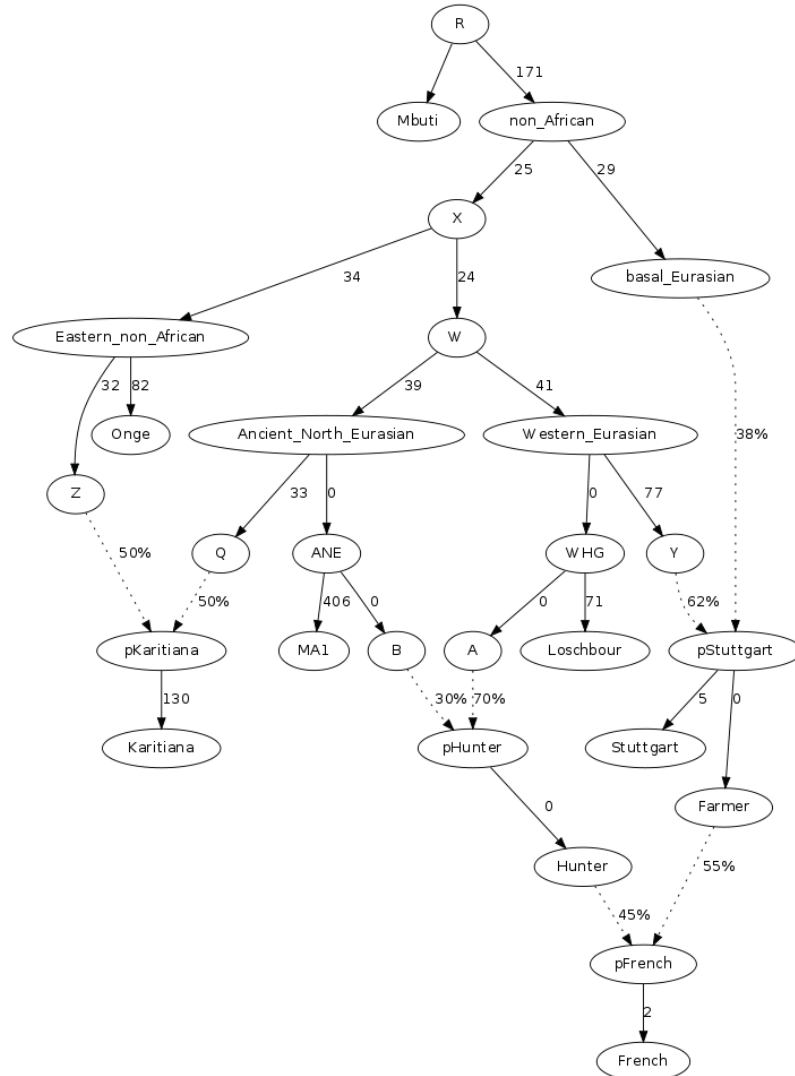 R
171
Mbuti
non_African
25
29
X
basal_Eurasian
34
24
Eastern_non_African
W
32
82
39
41
38%
Onge
Ancient_North_Eurasian
Western_Eurasian
Z
33
0
0
77
50%
Q
ANE
WHG
Y
50%
406
0
0
71
62%
pKaritiana
MA1
B
A
Loschbour
pStuttgart
130
30%
70%
5
0
Karitiana
pHunter
Stuttgart
0
Farmer
Hunter
55%
45%
pFrench
2
French